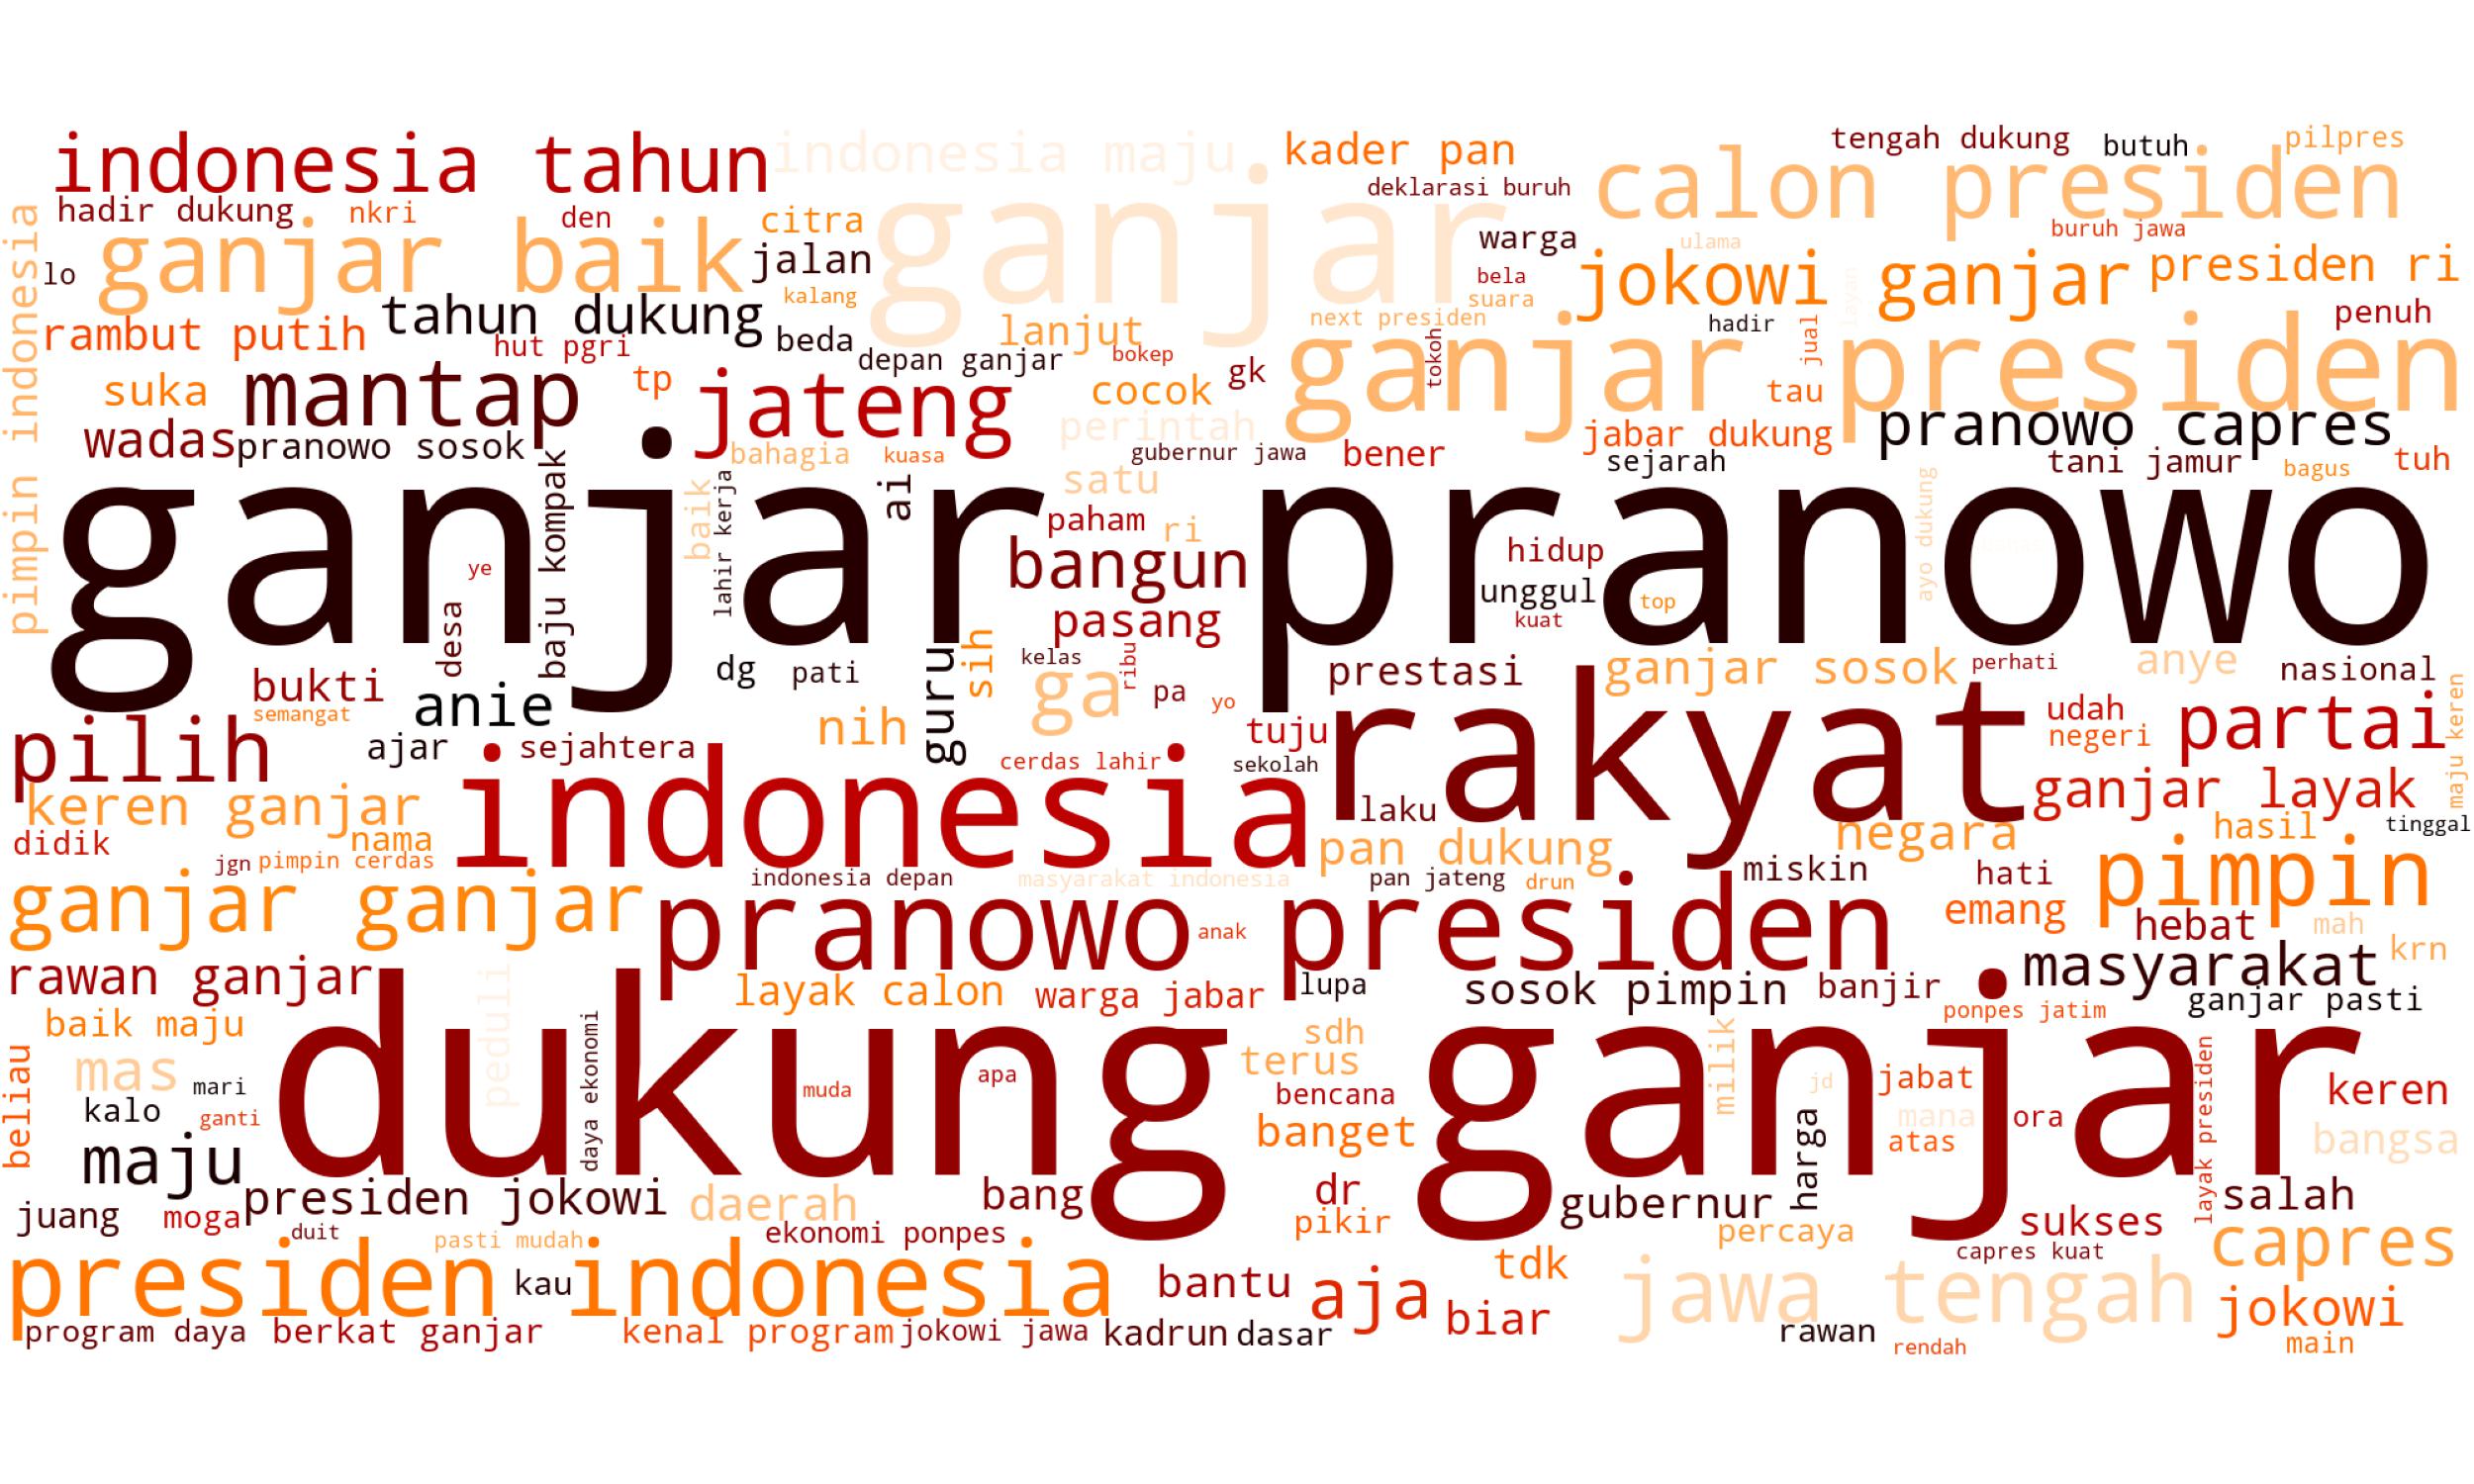 indonesia tahun
indonesia maju
kader pan
tengah dukung
butuh
pilpres
deklarasi buruh
calon presiden
hadir dukung
nkri
den
citra
ganjar
warga
ulama
buruh jawa
pimpin indonesia
lo
ganjar baik
jalan
bela
jokowi ganjar
presiden ri
kalang
suara
rambut putih
tahun dukung
beda
lanjut
next presiden
hadir
layan
penuh
hut pgri
depan ganjar
bokep
gk
tokoh
ganjar presiden
jual
suka
mantap
tp
jateng
cocok
tau
perintah
pranowo capres
wadas
pranowo sosok
bahagia
kuasa
gubernur jawa
bener
jabar dukung
sejarah
tani jamur
bagus
tuh
ganjar pranowo
baju kompak
baik
lahir kerja
ai
satu
paham
ri
ayo dukung
ye
bangun
hidup
unggul
top
desa
pasang
kuat
bukti
dg
pati
guru
sih
kelas
ga
ribu
pa
yo
prestasi
ganjar sosok
perhati
anye
nasional
semangat
anie
nih
rakyat
udah
negeri
partai
maju keren
pilih
ajar
sejahtera
indonesia
cerdas lahir
tuju
sekolah
keren ganjar
laku
ganjar layak
didik
nama
pan dukung
negara
hasil
tinggal
jgn
pimpin cerdas
indonesia depan
masyarakat indonesia
pan jateng
drun
miskin
hati
pimpin
ganjar ganjar
pranowo presiden
anak
emang
hebat
mah
krn
rawan ganjar
peduli
layak calon
warga jabar
lupa
sosok pimpin
banjir
masyarakat
baik maju
ponpes jatim
ganjar pasti
dukung ganjar
beliau
mas
mari
daya ekonomi
muda
apa
sdh
terus
milik
jd
jabat
layak presiden
keren
kalo
ganti
bencana
banget
harga
mana
atas
ora
bangsa
maju
juang
moga
presiden jokowi
daerah
bang
dr
pikir
gubernur
salah
duit
pasti mudah
ekonomi ponpes
percaya
sukses
capres kuat
capres
presiden indonesia
kau
bantu
aja
tdk
jawa tengah
jokowi
program daya
berkat ganjar
kenal program
jokowi jawa
kadrun
dasar
biar
rawan
rendah
main